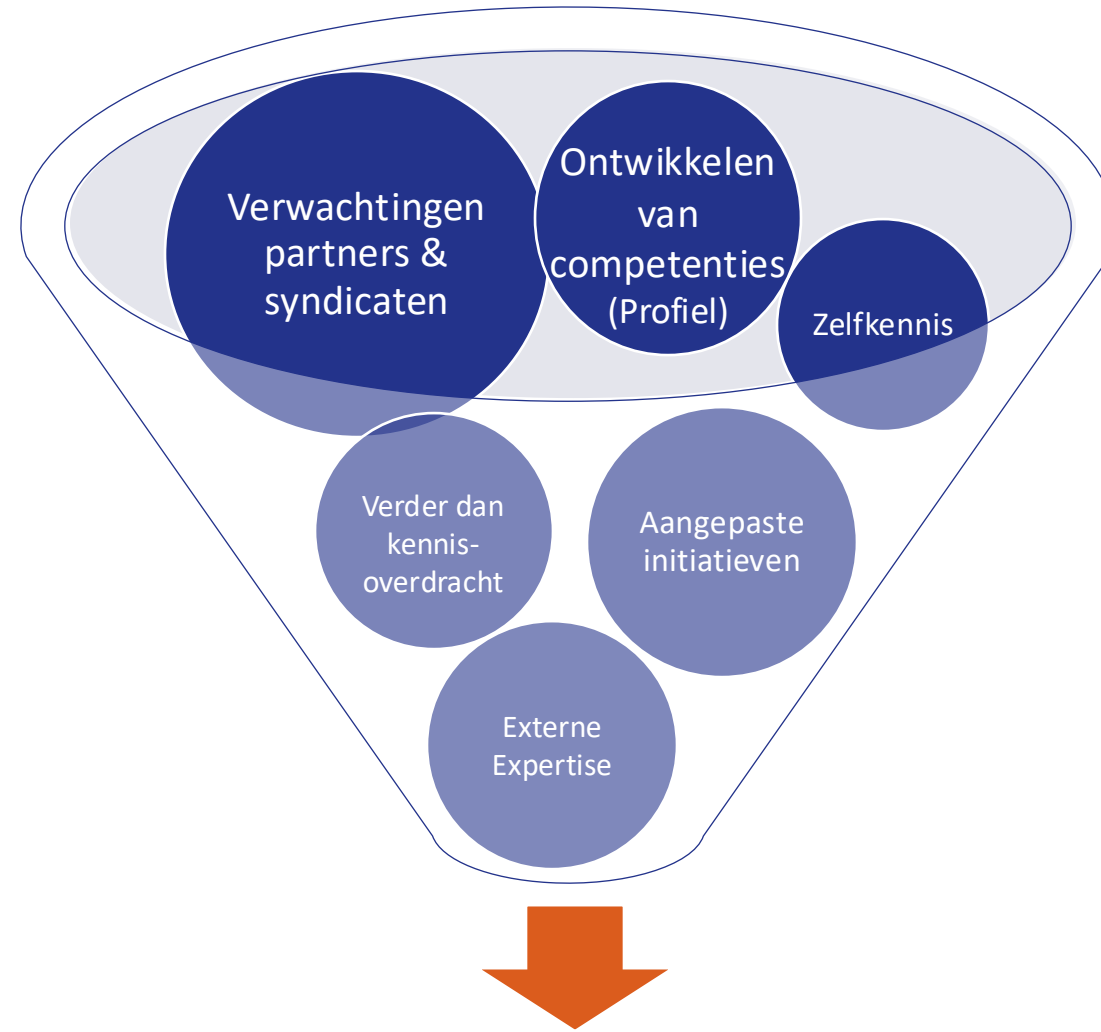 Verwachtingen
partners &
syndicaten
Ontwikkelen
van
competenties
(Profiel)
Zelfkennis
Verder dan
kennis-
overdracht
Aangepaste
initiatieven
Externe
Expertise